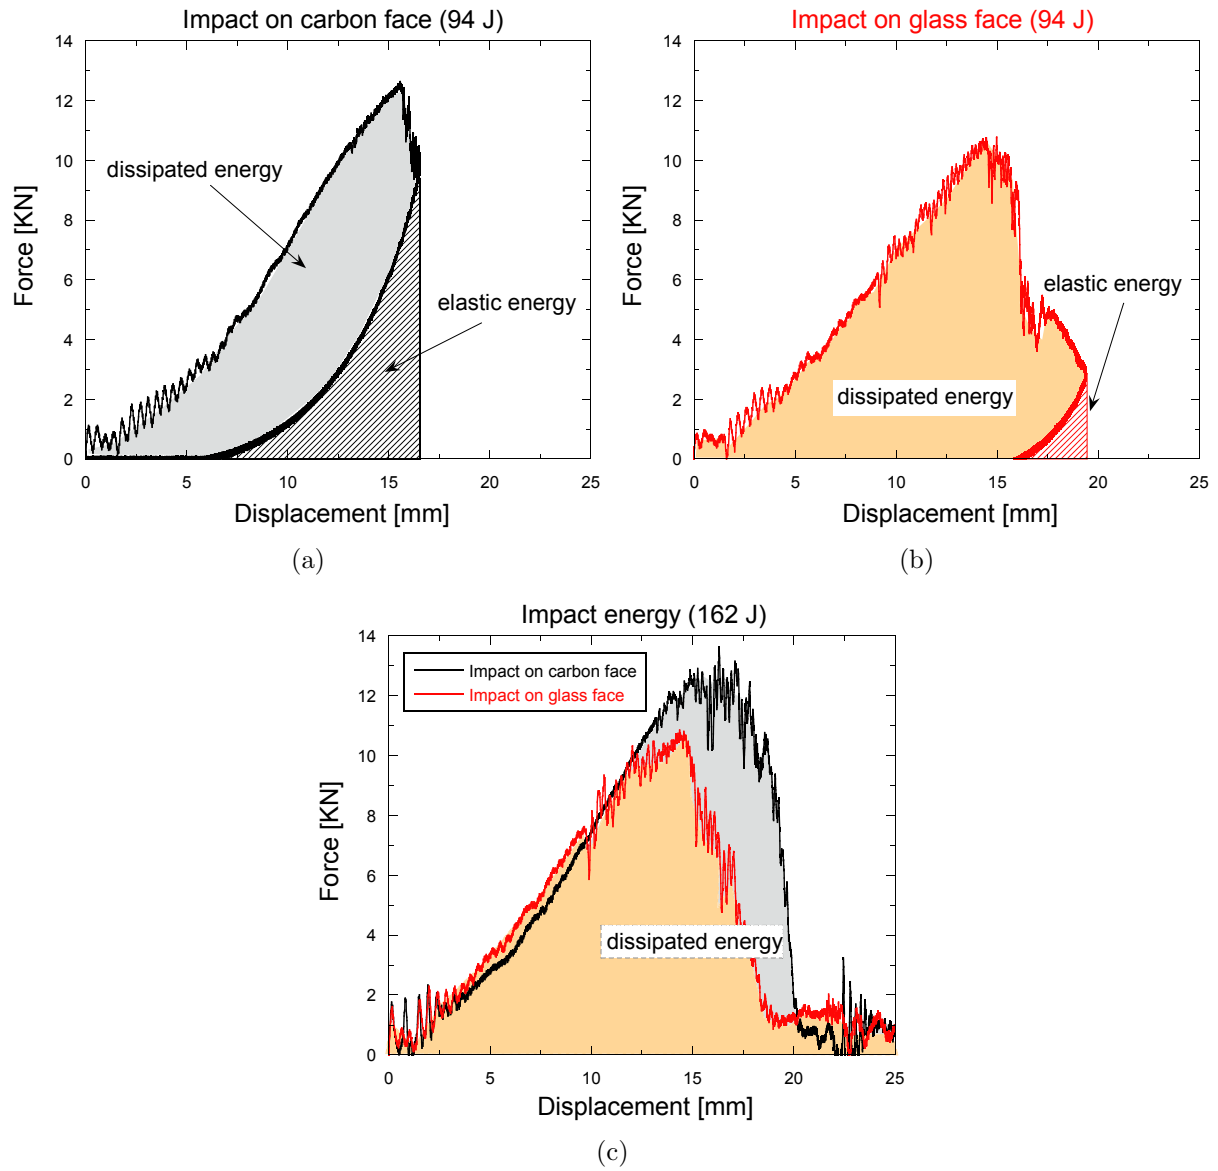 Impact on carbon face (94 J)
14
12
10
8
6
4
2
0
Force [KN]
dissipated energy
elastic energy
0 5 10 15 20 25
Displacement [mm]
(a)
Impact on glass face (94 J)
14
12
10
8
6
4
2
0
Force [KN]
elastic energy
dissipated energy
0 5 10 15 20 25
Displacement [mm]
(b)
Impact energy (162 J)
14
12
10
8
6
4
2
0
Force [KN]
Impact on carbon face
Impact on glass face
dissipated energy
0 5 10 15 20 25
Displacement [mm]
(c)